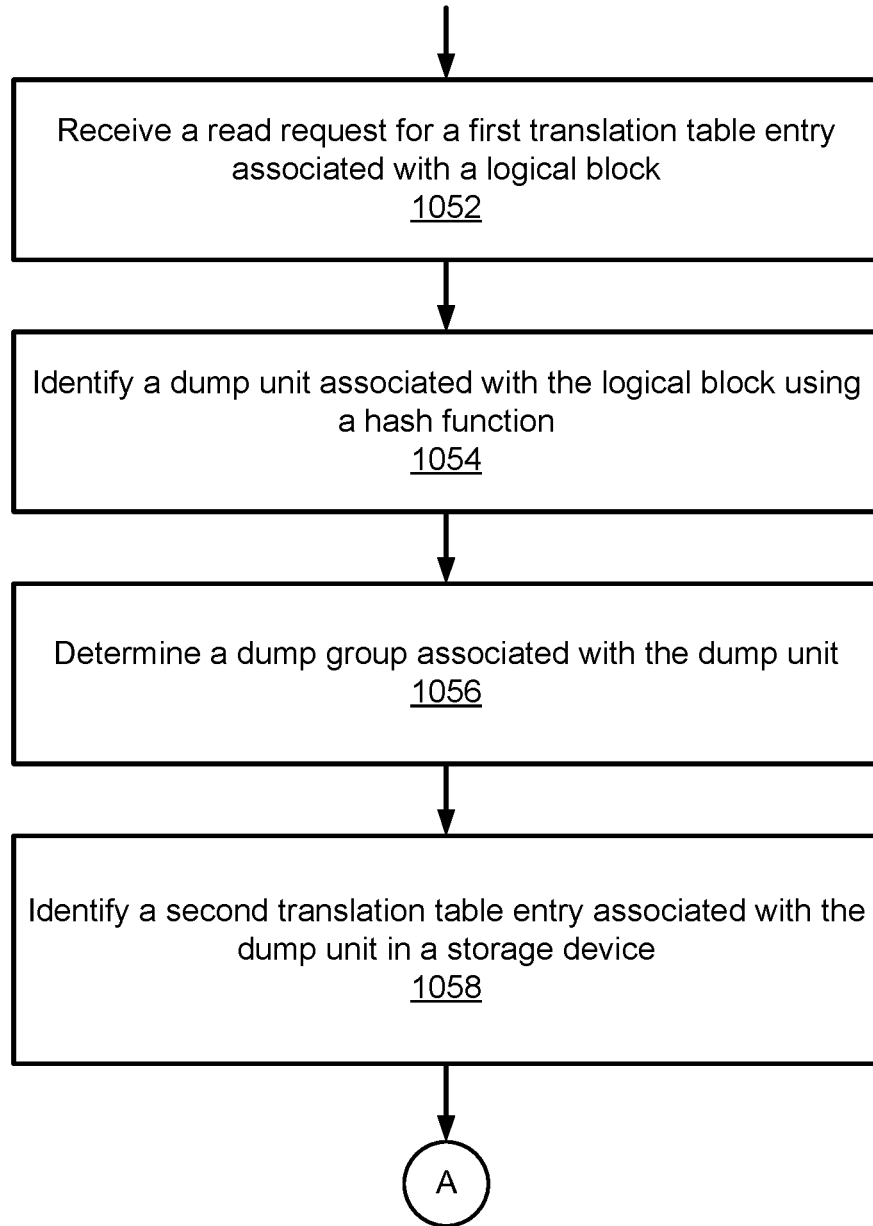 Receive a read request for a first translation table entry
associated with a logical block
1052
Identify a dump unit associated with the logical block using
a hash function
1054
Determine a dump group associated with the dump unit
1056
Identify a second translation table entry associated with the
dump unit in a storage device
1058
A